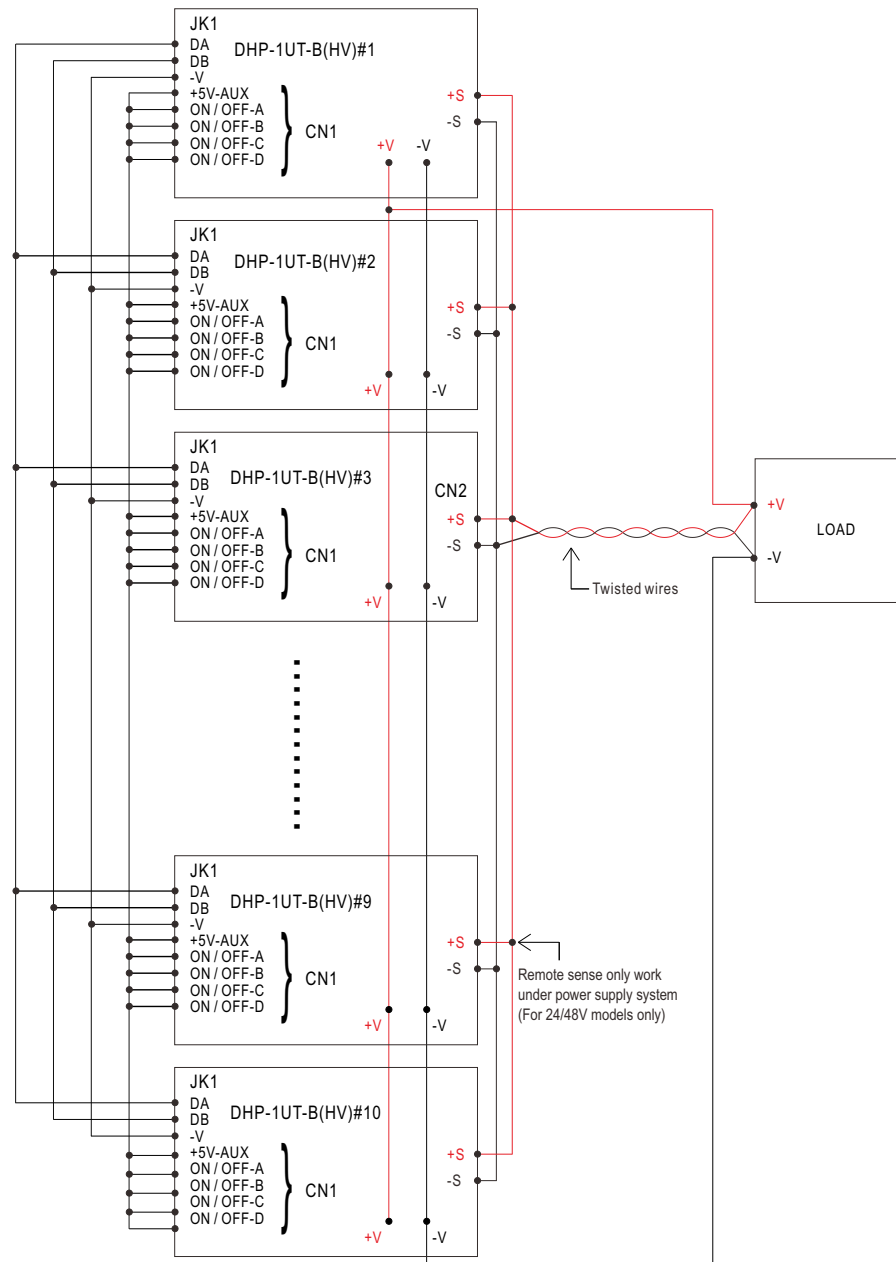 JK1
DHP-1UT-B(HV)#1
DA
DB
-V
+5V-AUX
ON / OFF-A
ON / OFF-B
ON / OFF-C
ON / OFF-D
CN1
+S
-S
+V
-V
JK1
DHP-1UT-B(HV)#2
DA
DB
-V
+5V-AUX
ON / OFF-A
ON / OFF-B
ON / OFF-C
ON / OFF-D
CN1
+S
-S
+V
-V
JK1
DHP-1UT-B(HV)#3
DA
DB
-V
+5V-AUX
ON / OFF-A
ON / OFF-B
ON / OFF-C
ON / OFF-D
CN1
CN2
+S
-S
+V
-V
Twisted wires
+V
-V
LOAD
JK1
DHP-1UT-B(HV)#9
DA
DB
-V
+5V-AUX
ON / OFF-A
ON / OFF-B
ON / OFF-C
ON / OFF-D
CN1
+S
-S
+V
-V
Remote sense only work
under power supply system
(For 24/48V models only)
JK1
DHP-1UT-B(HV)#10
DA
DB
-V
+5V-AUX
ON / OFF-A
ON / OFF-B
ON / OFF-C
ON / OFF-D
CN1
+S
-S
+V
-V